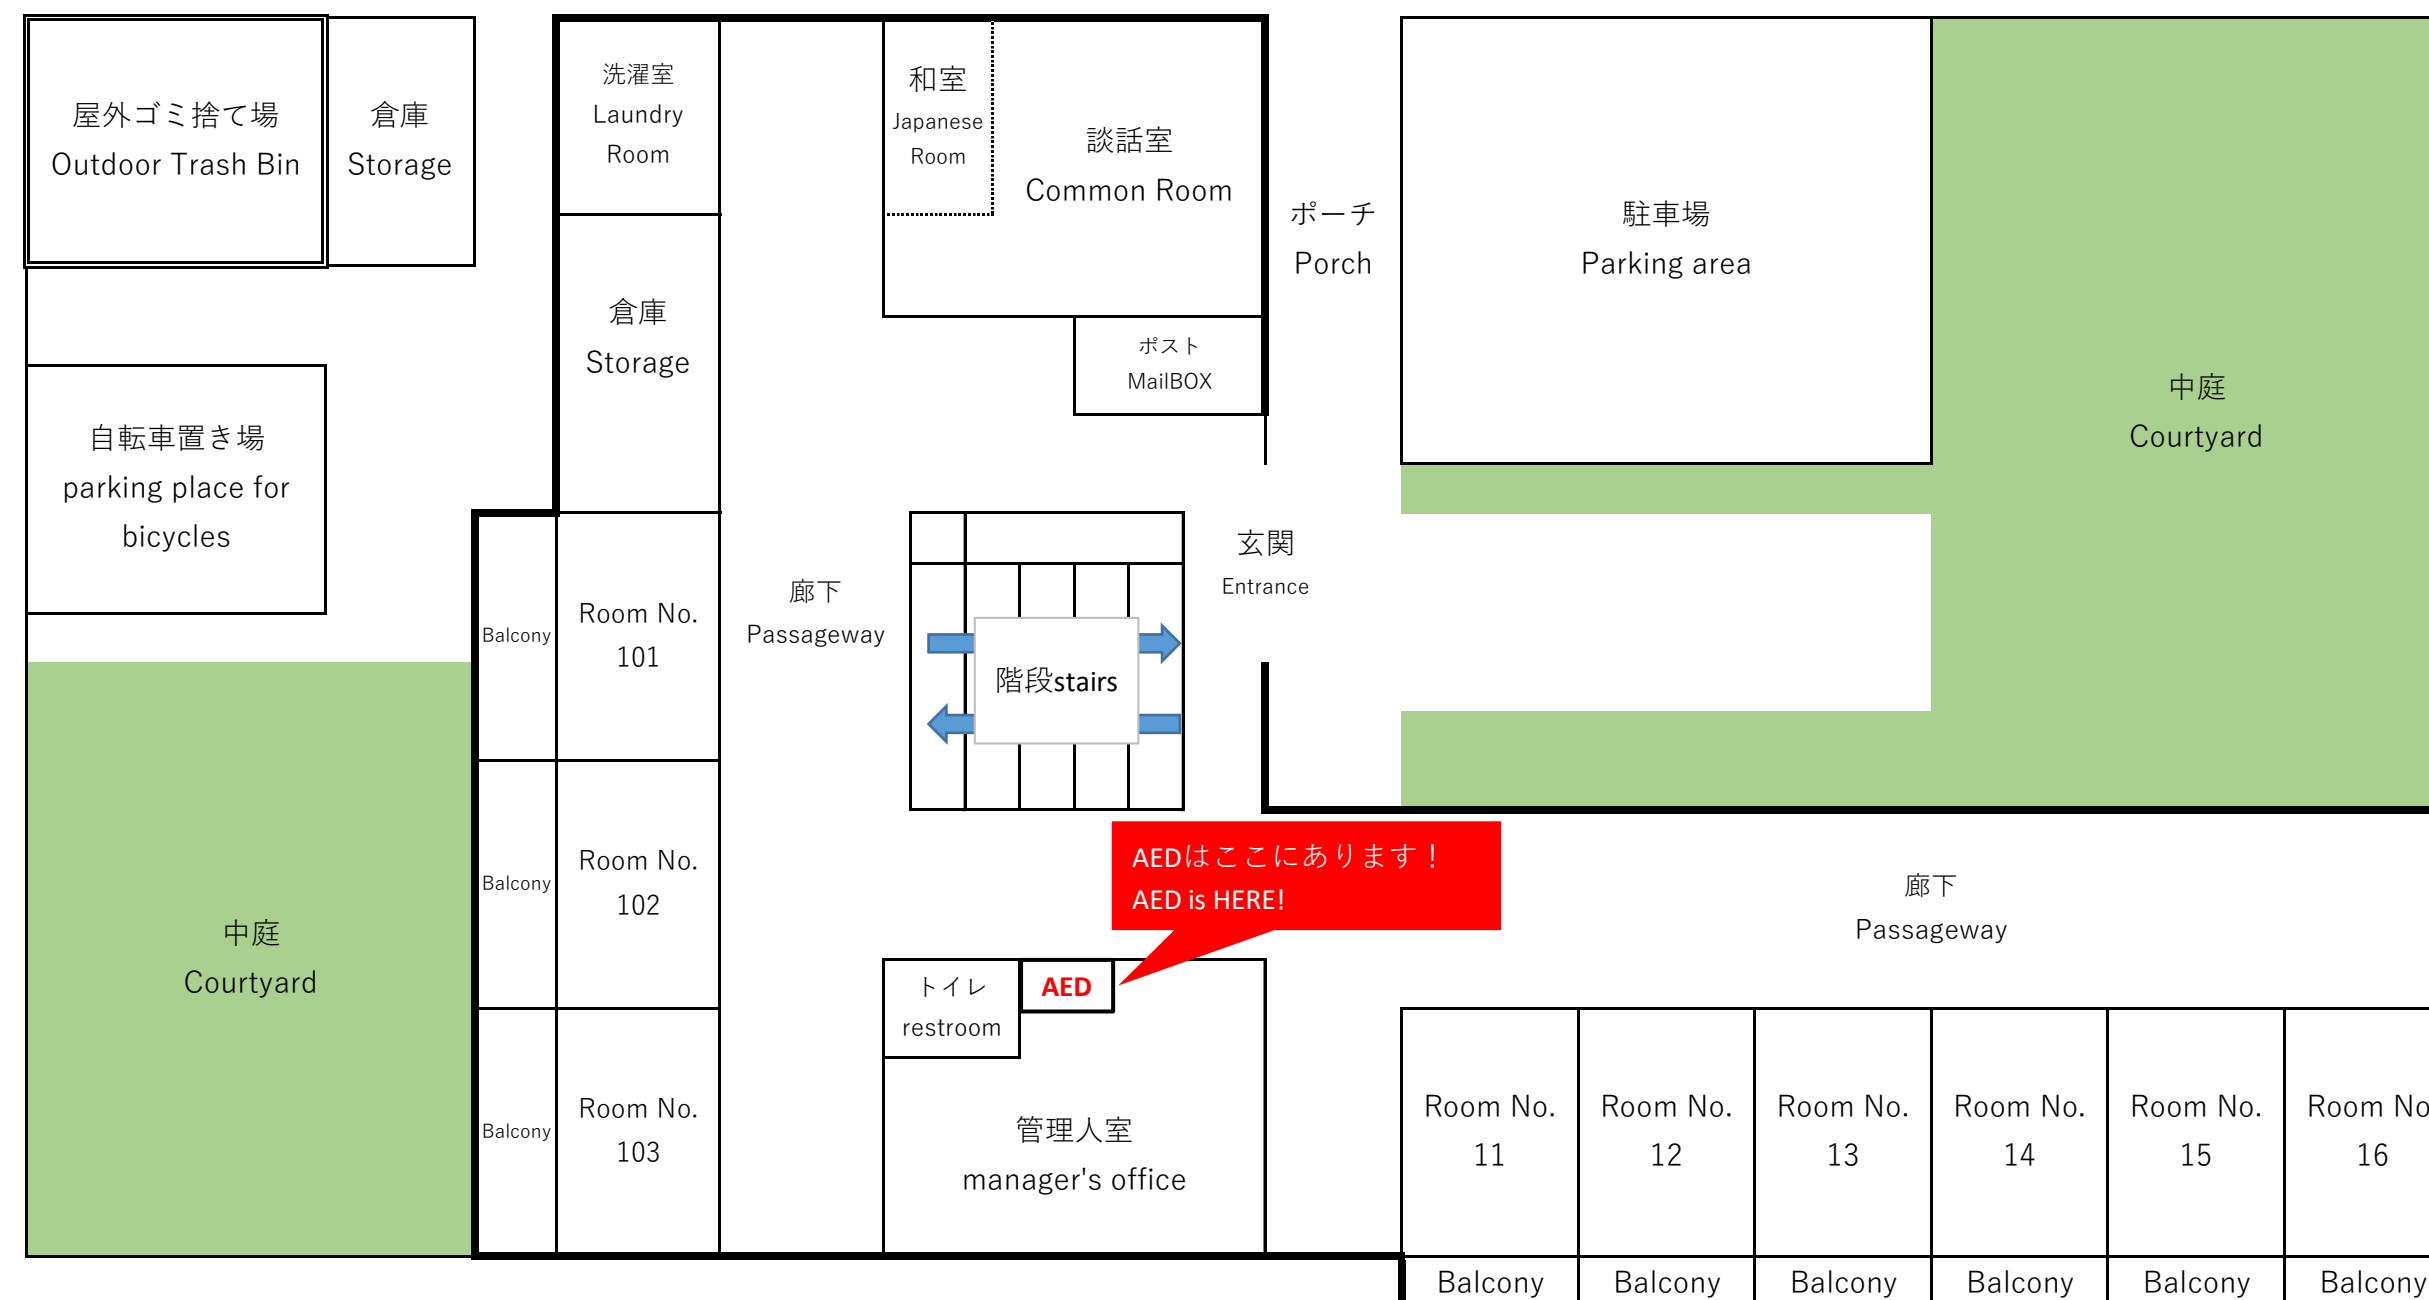 屋外ゴミ捨て場
Outdoor Trash Bin
倉庫
Storage
洗濯室
Laundry
Room
和室
Japanese
Room
談話室
Common Room
ポーチ
Porch
駐車場
Parking area
中庭
Courtyard
倉庫
Storage
ポスト
MailBOX
自転車置き場
parking place for
bicycles
玄関
Entrance
Balcony
Room No.
101
廊下
Passageway
階段stairs
Balcony
Room No.
102
AEDはここにあります！
AED is HERE!
廊下
Passageway
中庭
Courtyard
トイレ
restroom
AED
Balcony
Room No.
103
管理人室
manager's office
Room No.
11
Room No.
12
Room No.
13
Room No.
14
Room No.
15
Room No
16
Balcony
Balcony
Balcony
Balcony
Balcony
Balcony